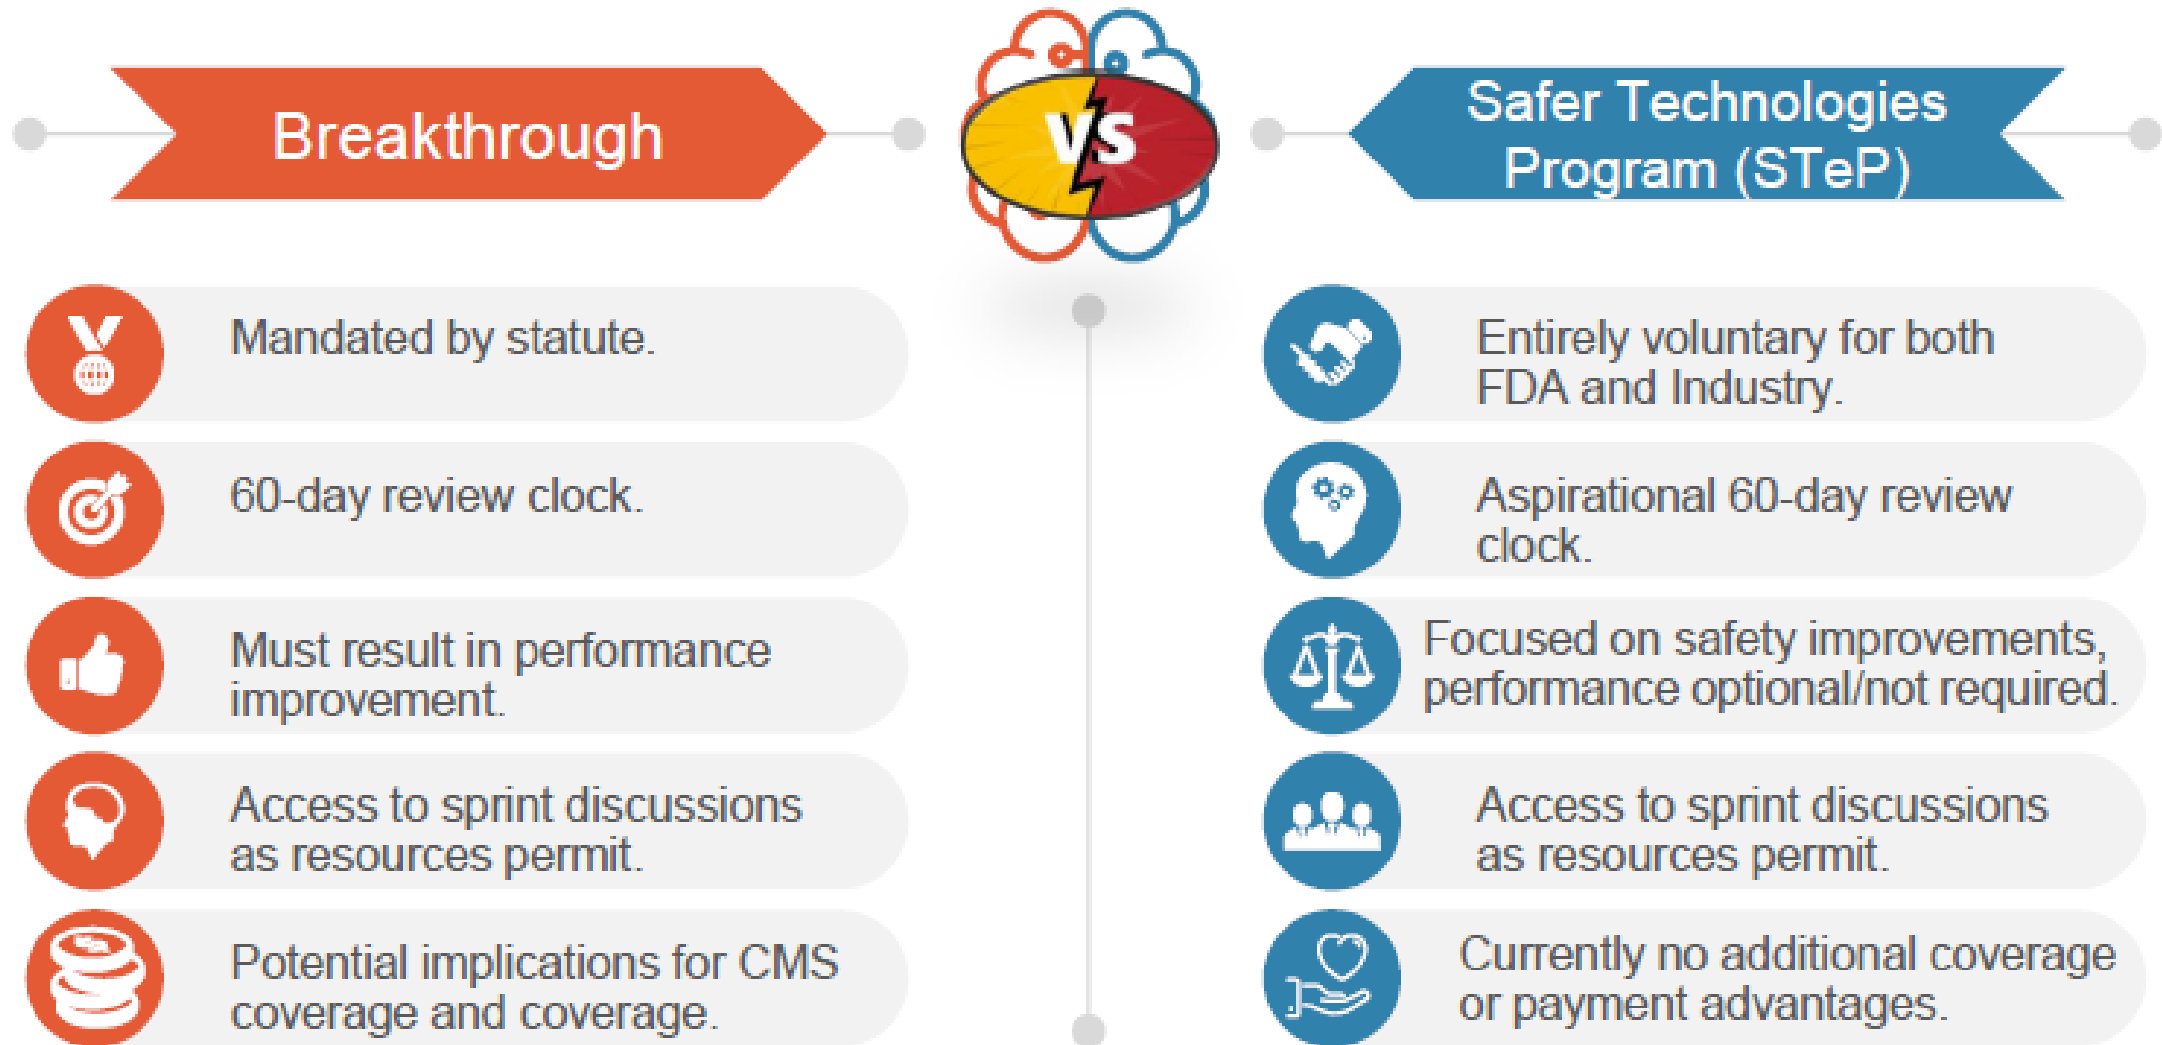 Breakthrough
VS
Safer Technologies
Program (STeP)
Mandated by statute.
60-day review clock.
Must result in performance
improvement.
Access to sprint discussions
as resources permit.
Potential implications for CMS
coverage and coverage.
Entirely voluntary for both
FDA and Industry.
Aspirational 60-day review
clock.
Focused on safety improvements,
performance optional/not required.
Access to sprint discussions
as resources permit.
Currently no additional coverage
or payment advantages.